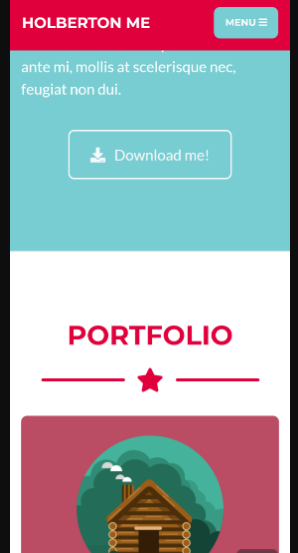 HOLBERTON ME
MENU
ante mi, mollis at scelerisque nec,
feugiat non dui.
Download me!
PORTFOLIO